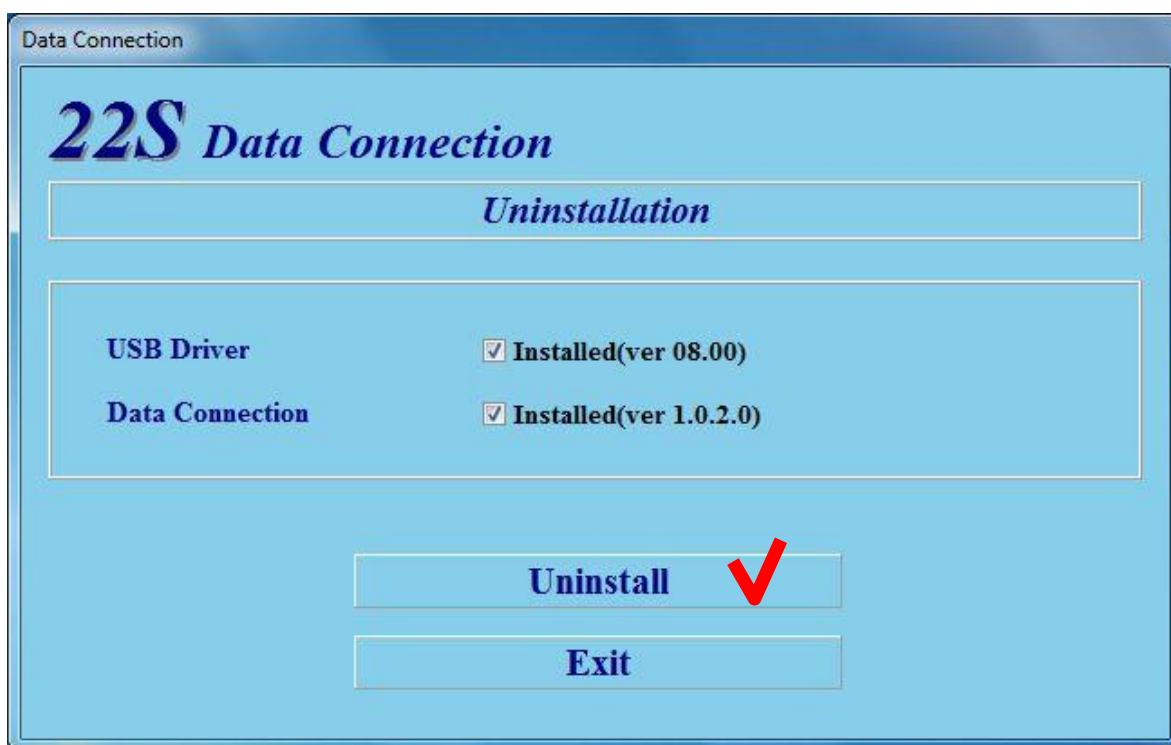 Data Connection
22S Data Connection
Uninstallation
USB Driver Installed(ver 08.00)
Data Connection Installed(ver 1.0.2.0)
Uninstall
Exit